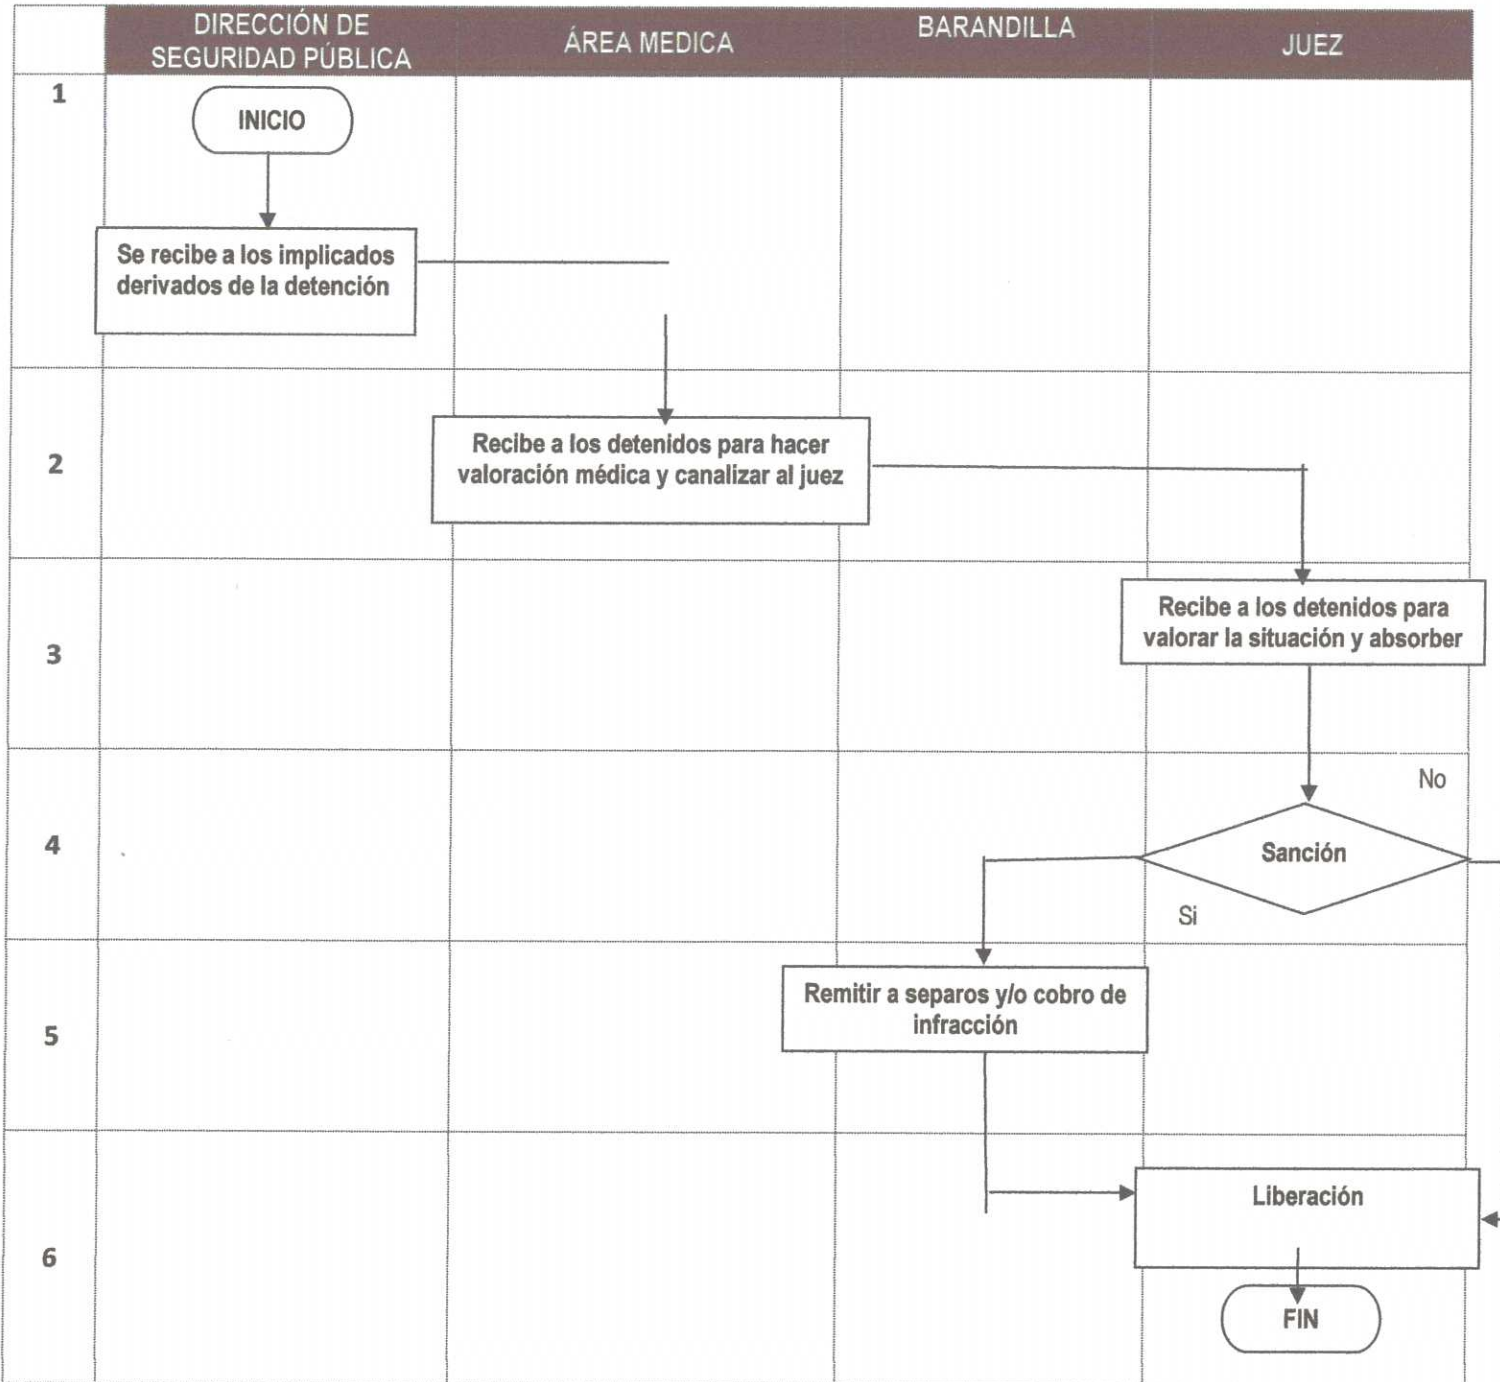 DIRECCIÓN DE
SEGURIDAD PÚBLICA
ÁREA MEDICA
BARANDILLA
JUEZ
1
INICIO
Se recibe a los implicados
derivados de la detención
2
Recibe a los detenidos para hacer
valoración médica y canalizar al juez
3
Recibe a los detenidos para
valorar la situación y absorber
4
No
Sanción
Si
5
Remitir a separos y/o cobro de
infracción
6
Liberación
FIN